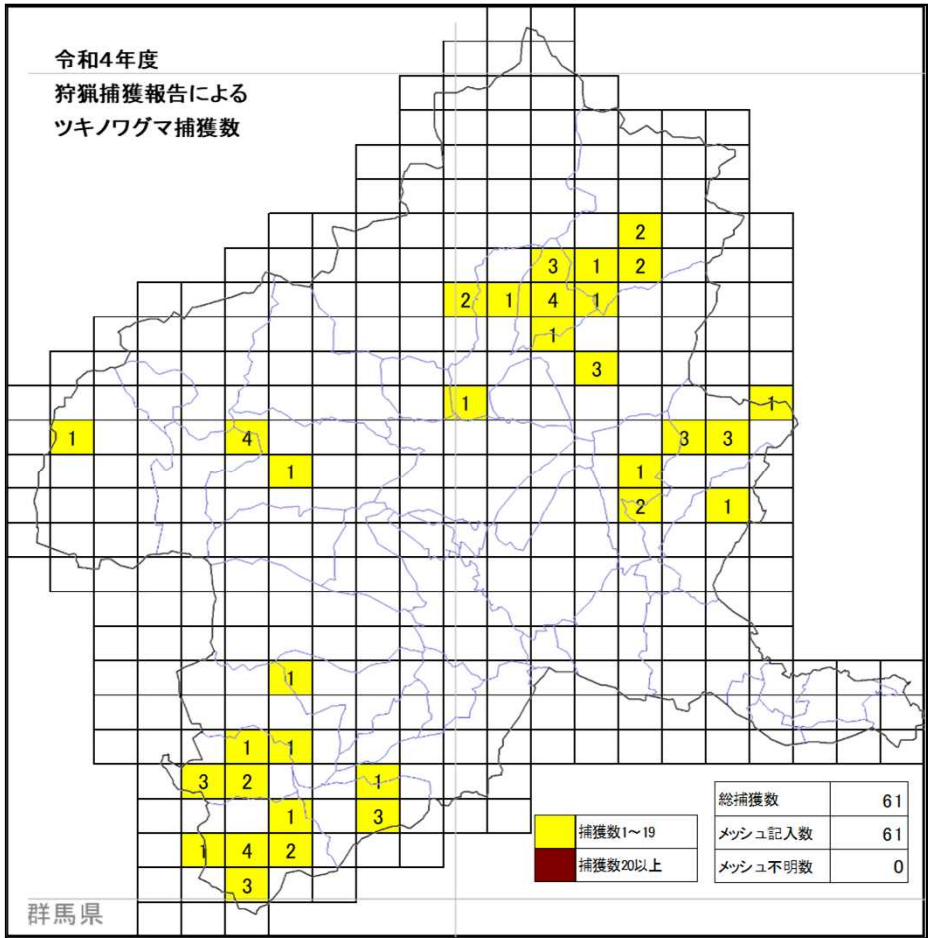 令和4年度
狩猟捕獲報告による
ツキノワグマ捕獲数
2
3 1 2
2 1 4 1
1
3
1 1
1 4 3 3
1 1
2 1
1
1 1
3 2 1
1 3
1 4 2
3
捕獲数1～19
捕獲数20以上
総捕獲数 61
メッシュ記入数 61
メッシュ不明数 0
群馬県